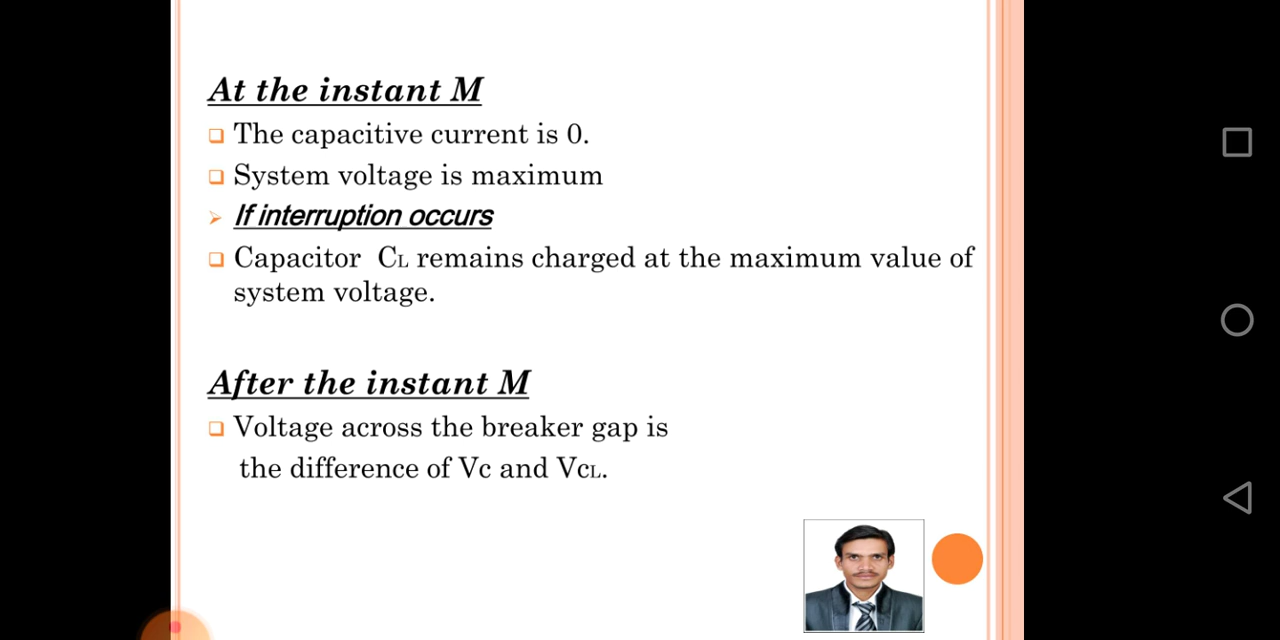 At the instant M
The capacitive current is 0.
System voltage is maximum
If interruption occurs
Capacitor CL remains charged at the maximum value of
system voltage.
After the instant M
Voltage across the breaker gap is
the difference of Vc and VCL.